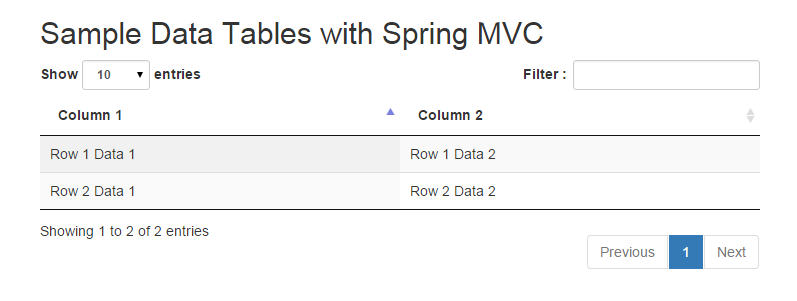 Sample Data Tables with Spring MVC
Show 10 entries Filter :
Column 1 Column 2
Row 1 Data 1 Row 1 Data 2
Row 2 Data 1 Row 2 Data 2
Showing 1 to 2 of 2 entries
Previous 1 Next